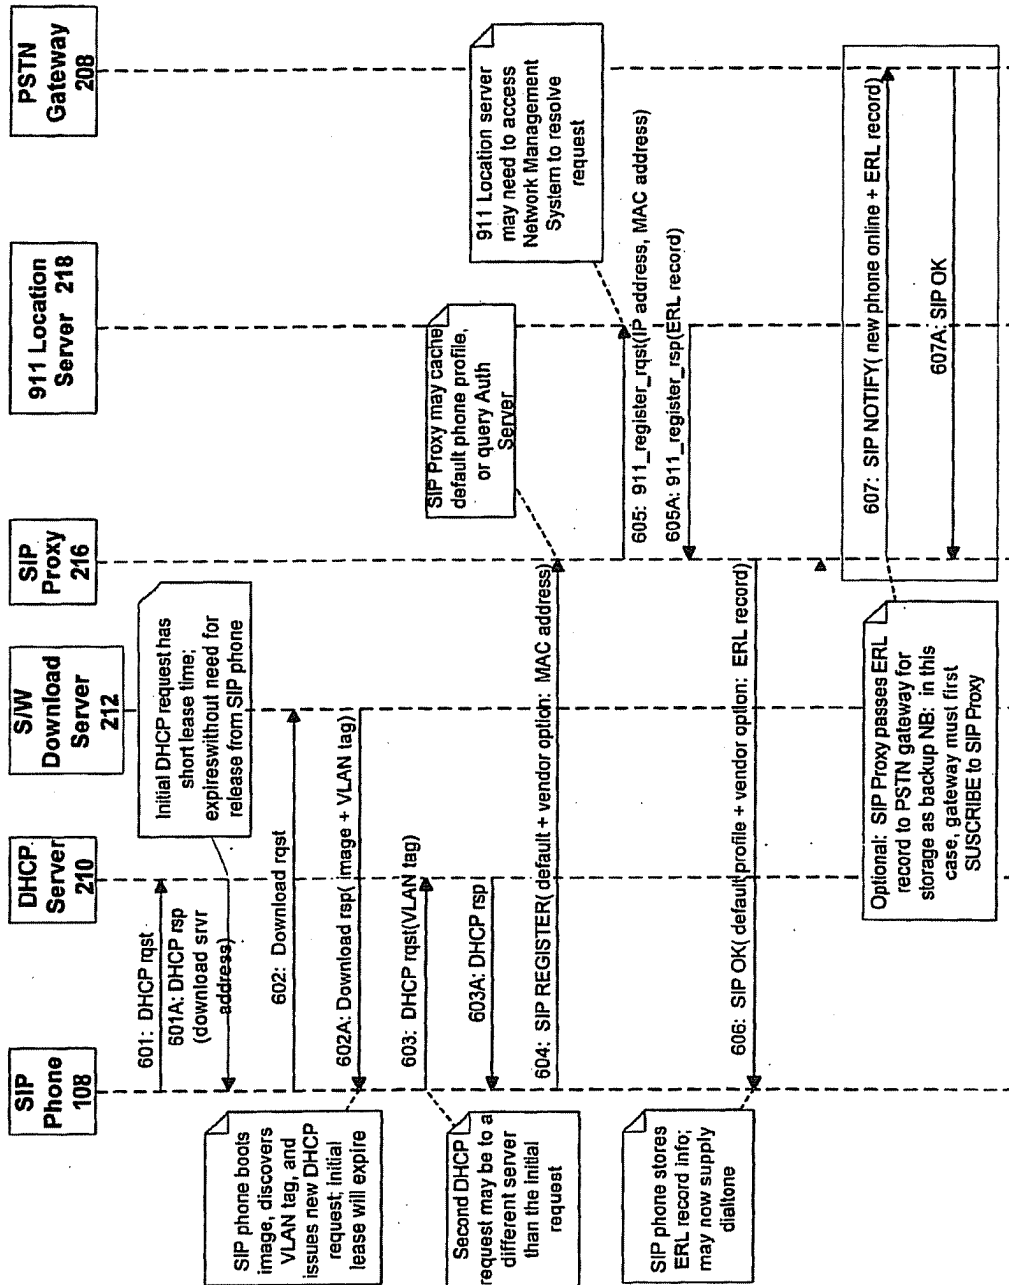 SIP
Phone
108
DHCP
Server
210
S/W
Download
Server
212
SIP
Proxy
216
911 Location
Server 218
PSTN
Gateway
208
601: DHCP rqst
601A: DHCP rsp
(download srvr
address)
Initial DHCP request has
short lease time;
expireswithout need for
release from SIP phone
602: Download rqst
602A: Download rsp( image + VLAN tag)
SIP phone boots
image, discovers
VLAN tag, and
issues new DHCP
request; initial
lease will expire
603: DHCP rqst(VLAN tag)
603A: DHCP rsp
Second DHCP
request may be to a
different server
than the initial
request
604: SIP REGISTER( default + vendor option: MAC address)
SIP Proxy may cache
default phone profile,
or query Auth
Server
605: 911_register_rqst(IP address, MAC address)
911 Location server
may need to access
Network Management
System to resolve
request
605A: 911_register_rsp(ERL record)
606: SIP OK( default profile + vendor option: ERL record)
SIP phone stores
ERL record info;
may now supply
dialtone
607: SIP NOTIFY( new phone online + ERL record)
607A: SIP OK
Optional: SIP Proxy passes ERL
record to PSTN gateway for
storage as backup NB: in this
case, gateway must first
SUSCRIBE to SIP Proxy